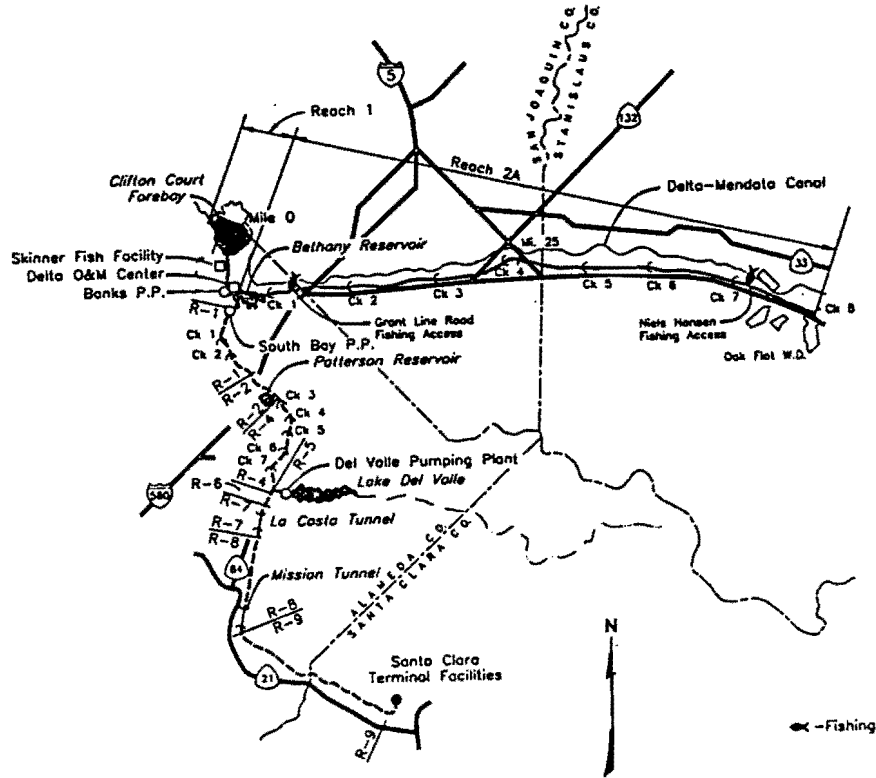 SAN JOAQUIN CO.
STANISLAUS CO.
5
132
Reach 1
Reach 2A
Delta-Mendota Canal
Clifton Court
Forebay
Mile 0
Bethany Reservoir
Mi. 25
33
Skinner Fish Facility
Delta O&M Center
Banks P.P.
Ck 1
Ck 2
Ck 3
Ck 4
Ck 5
Ck 6
Ck 7
Ck 8
R-1
Grant Line Road
Fishing Access
Niels Hansen
Fishing Access
Oak Flat W.D.
South Bay P.P.
Ck 1
Ck 2
Patterson Reservoir
R-1
R-2
Ck 3
R-2
R-4
Ck 4
Ck 5
Ck 6
Ck 7
R-5
R-4
Del Valle Pumping Plant
Lake Del Valle
580
R-6
R-7
La Costa Tunnel
R-7
R-8
84
Mission Tunnel
ALAMEDA CO.
SANTA CLARA CO.
R-8
R-9
21
Santa Clara
Terminal Facilities
R-9
N
-Fishing